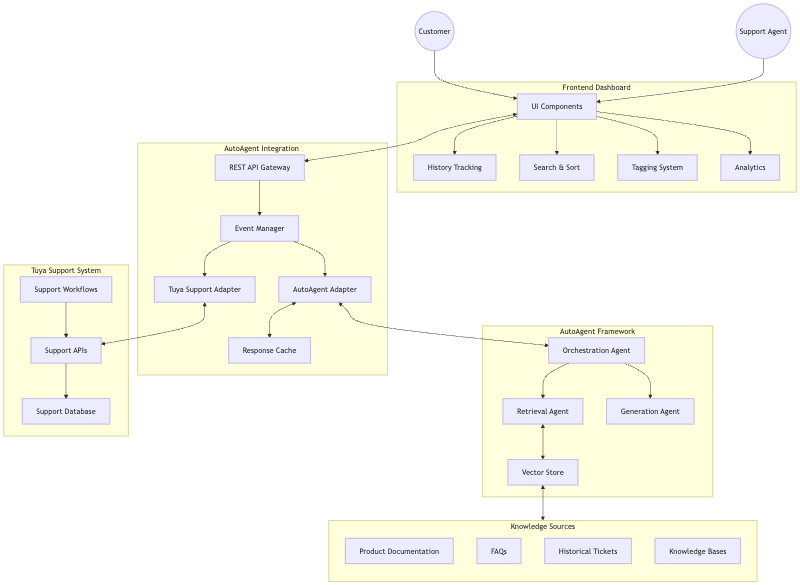 Customer
Support Agent
Frontend Dashboard
UI Components
History Tracking
Search & Sort
Tagging System
Analytics
AutoAgent Integration
REST API Gateway
Event Manager
Tuya Support Adapter
AutoAgent Adapter
Response Cache
Tuya Support System
Support Workflows
Support APIs
Support Database
AutoAgent Framework
Orchestration Agent
Retrieval Agent
Generation Agent
Vector Store
Knowledge Sources
Product Documentation
FAQs
Historical Tickets
Knowledge Bases